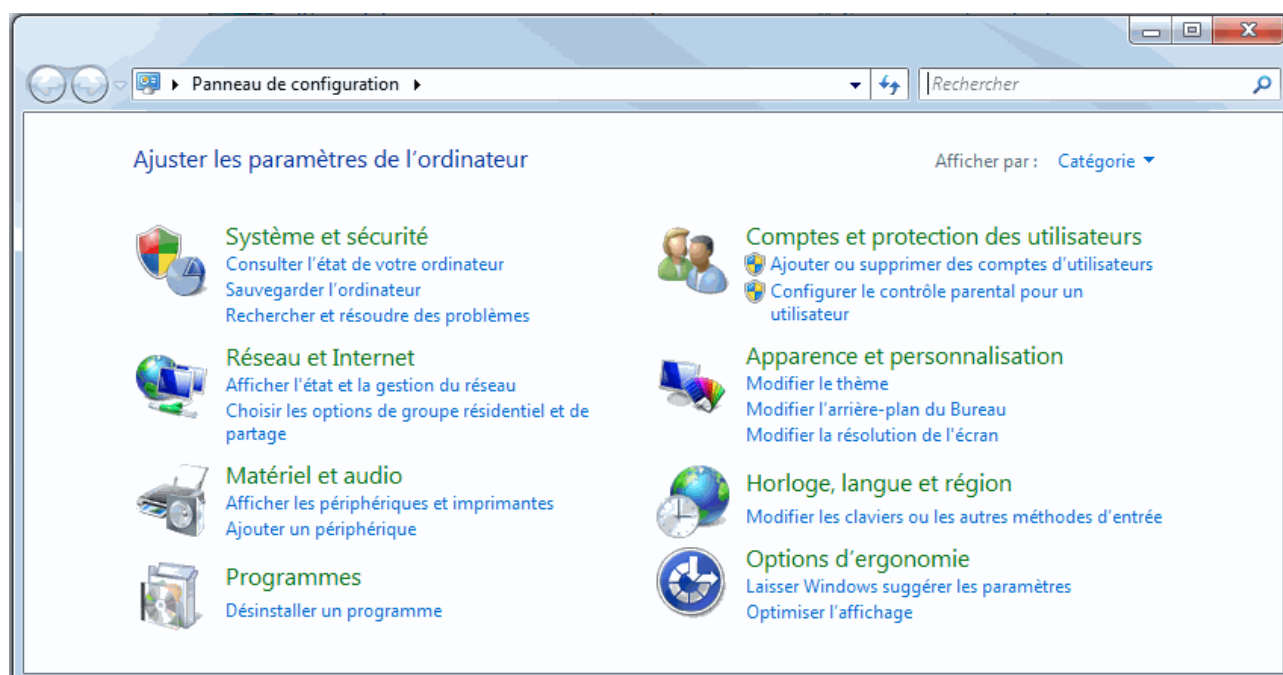 Panneau de configuration
Rechercher
Ajuster les paramètres de l'ordinateur
Afficher par :
Catégorie
Système et sécurité
Consulter l'état de votre ordinateur
Sauvegarder l'ordinateur
Rechercher et résoudre des problèmes
Réseau et Internet
Afficher l'état et la gestion du réseau
Choisir les options de groupe résidentiel et de
partage
Matériel et audio
Afficher les périphériques et imprimantes
Ajouter un périphérique
Programmes
Désinstaller un programme
Comptes et protection des utilisateurs
Ajouter ou supprimer des comptes d'utilisateurs
Configurer le contrôle parental pour un
utilisateur
Apparence et personnalisation
Modifier le thème
Modifier l'arrière-plan du Bureau
Modifier la résolution de l'écran
Horloge, langue et région
Modifier les claviers ou les autres méthodes d'entrée
Options d'ergonomie
Laisser Windows suggérer les paramètres
Optimiser l'affichage